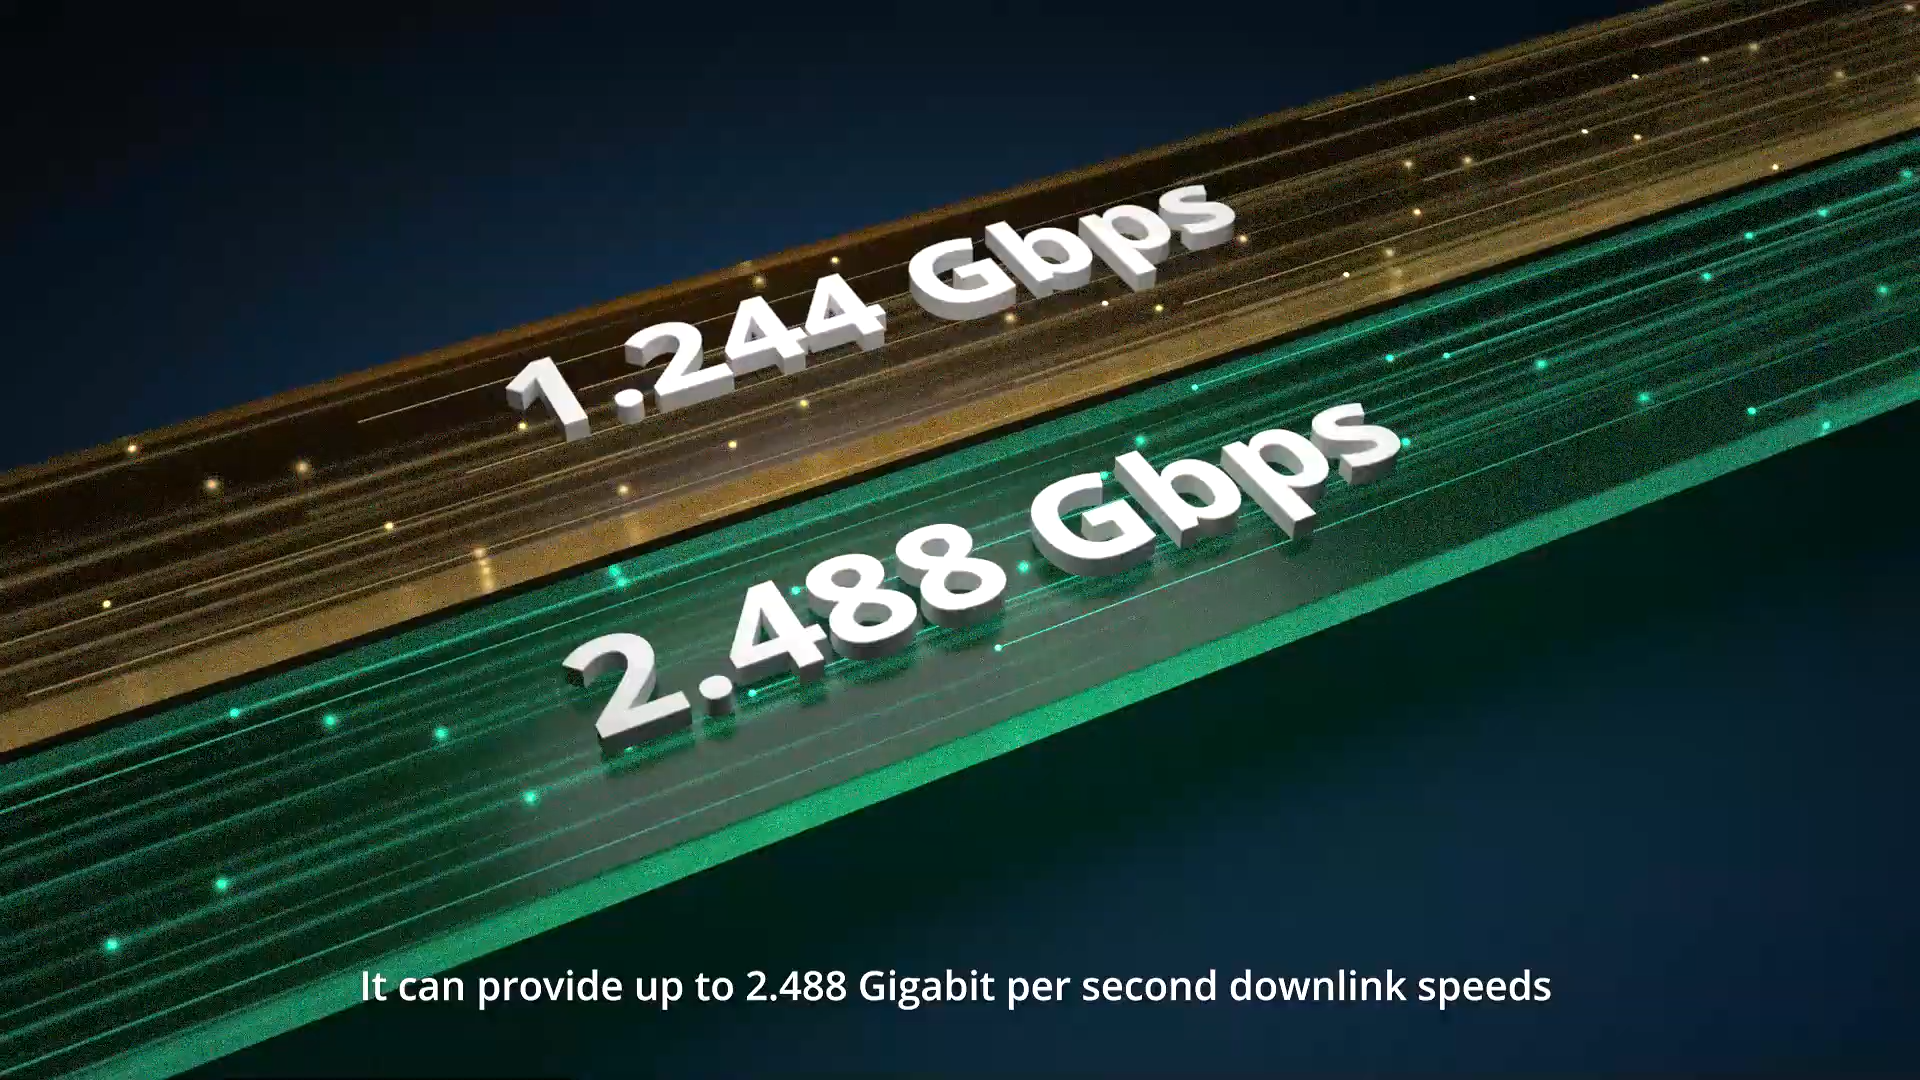 1.244 Gbps
2.488 Gbps
It can provide up to 2.488 Gigabit per second downlink speeds